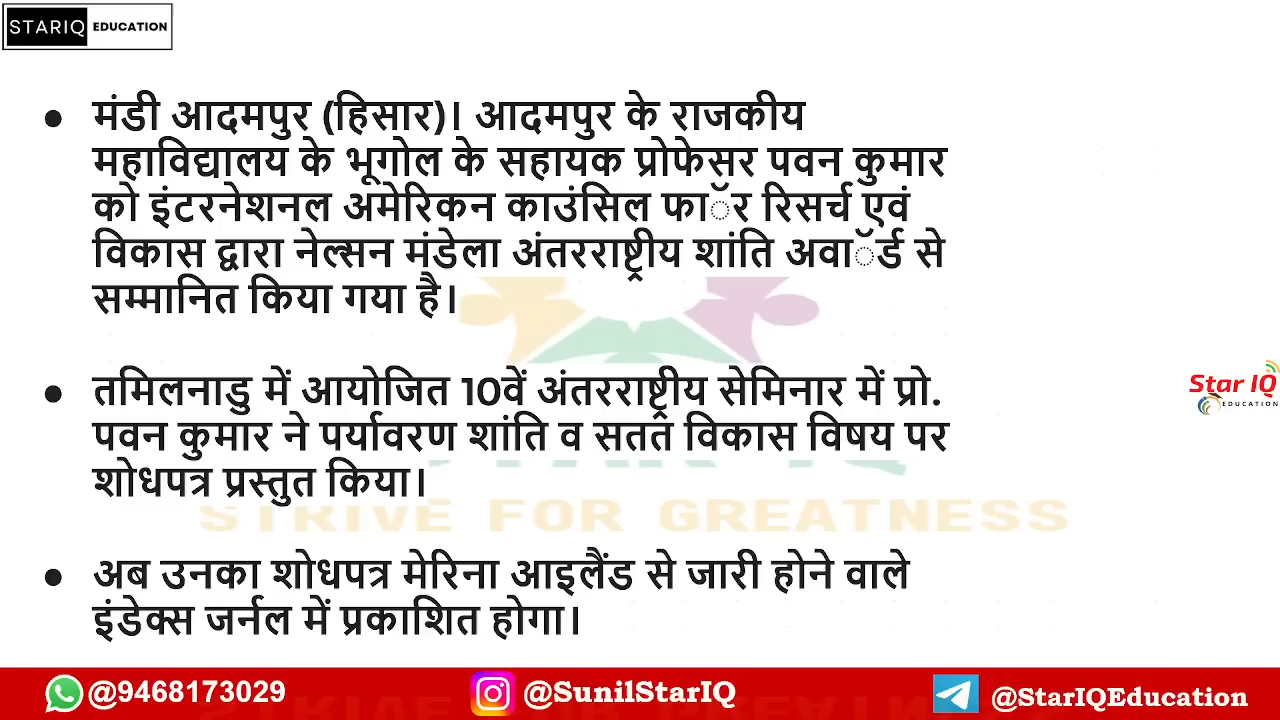 STARIQ EDUCATION
● मंडी आदमपुर (हिसार)। आदमपुर के राजकीय
महाविद्यालय के भूगोल के सहायक प्रोफेसर पवन कुमार
को इंटरनेशनल अमेरिकन काउंसिल फाॅर रिसर्च एवं
विकास द्वारा नेल्सन मंडेला अंतरराष्ट्रीय शांति अवाॅर्ड से
सम्मानित किया गया है।
● तमिलनाडु में आयोजित 10वें अंतरराष्ट्रीय सेमिनार में प्रो.
पवन कुमार ने पर्यावरण शांति व सतत विकास विषय पर
शोधपत्र प्रस्तुत किया।
STRIVE FOR GREATNESS
● अब उनका शोधपत्र मेरिना आइलैंड से जारी होने वाले
इंडेक्स जर्नल में प्रकाशित होगा।
Star IQ
EDUCATION
@9468173029 @SunilStarIQ @StarIQEducation